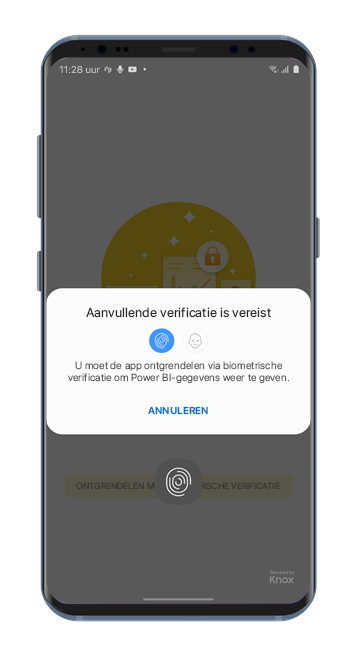 11:28 uur
Aanvullende verificatie is vereist
U moet de app ontgrendelen via biometrische
verificatie om Power BI-gegevens weer te geven.
ANNULEREN
ONTGRENDELEN M RSCHE VERIFICATIE
Secured by
Knox